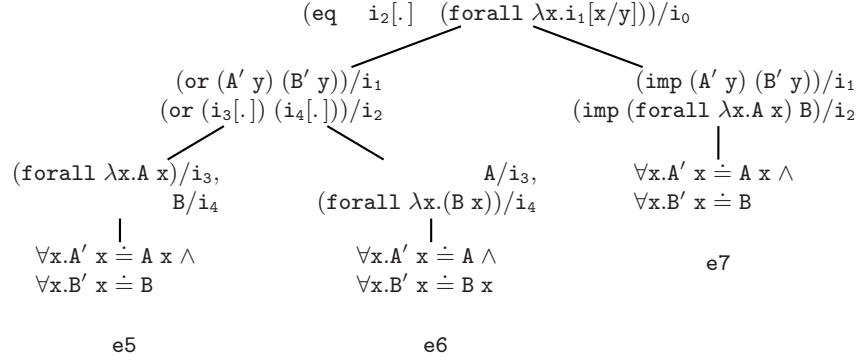 (eq i₂[.] (forall λx.i₁[x/y]))/i₀
(or (A′ y) (B′ y))/i₁
(or (i₃[.]) (i₄[.]))/i₂
(imp (A′ y) (B′ y))/i₁
(imp (forall λx.A x) B)/i₂
(forall λx.A x)/i₃,
B/i₄
A/i₃,
(forall λx.(B x))/i₄
∀x.A′ x ≐ A x ∧
∀x.B′ x ≐ B
e7
∀x.A′ x ≐ A x ∧
∀x.B′ x ≐ B
∀x.A′ x ≐ A ∧
∀x.B′ x ≐ B x
e5
e6